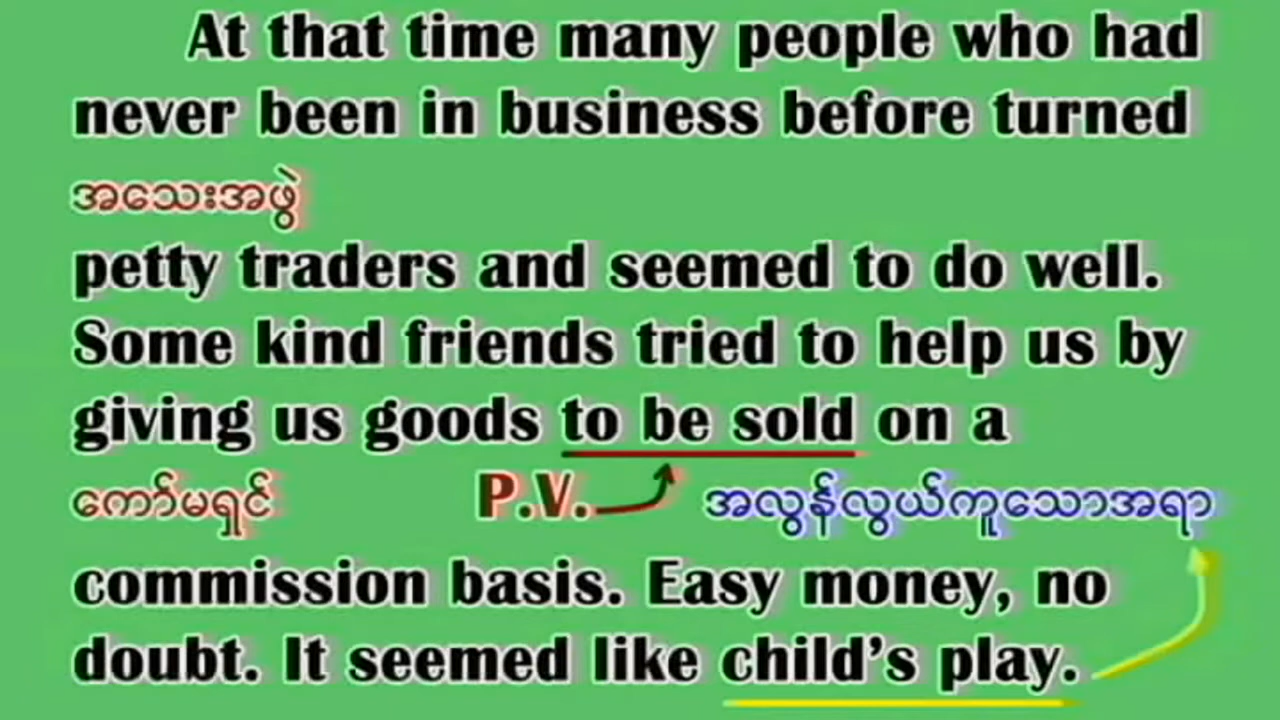 At that time many people who had
never been in business before turned
အသေးအဖွဲ
petty traders and seemed to do well.
Some kind friends tried to help us by
giving us goods to be sold on a
ကော်မရှင် P.V. အလွန်လွယ်ကူသောအရာ
commission basis. Easy money, no
doubt. It seemed like child's play.